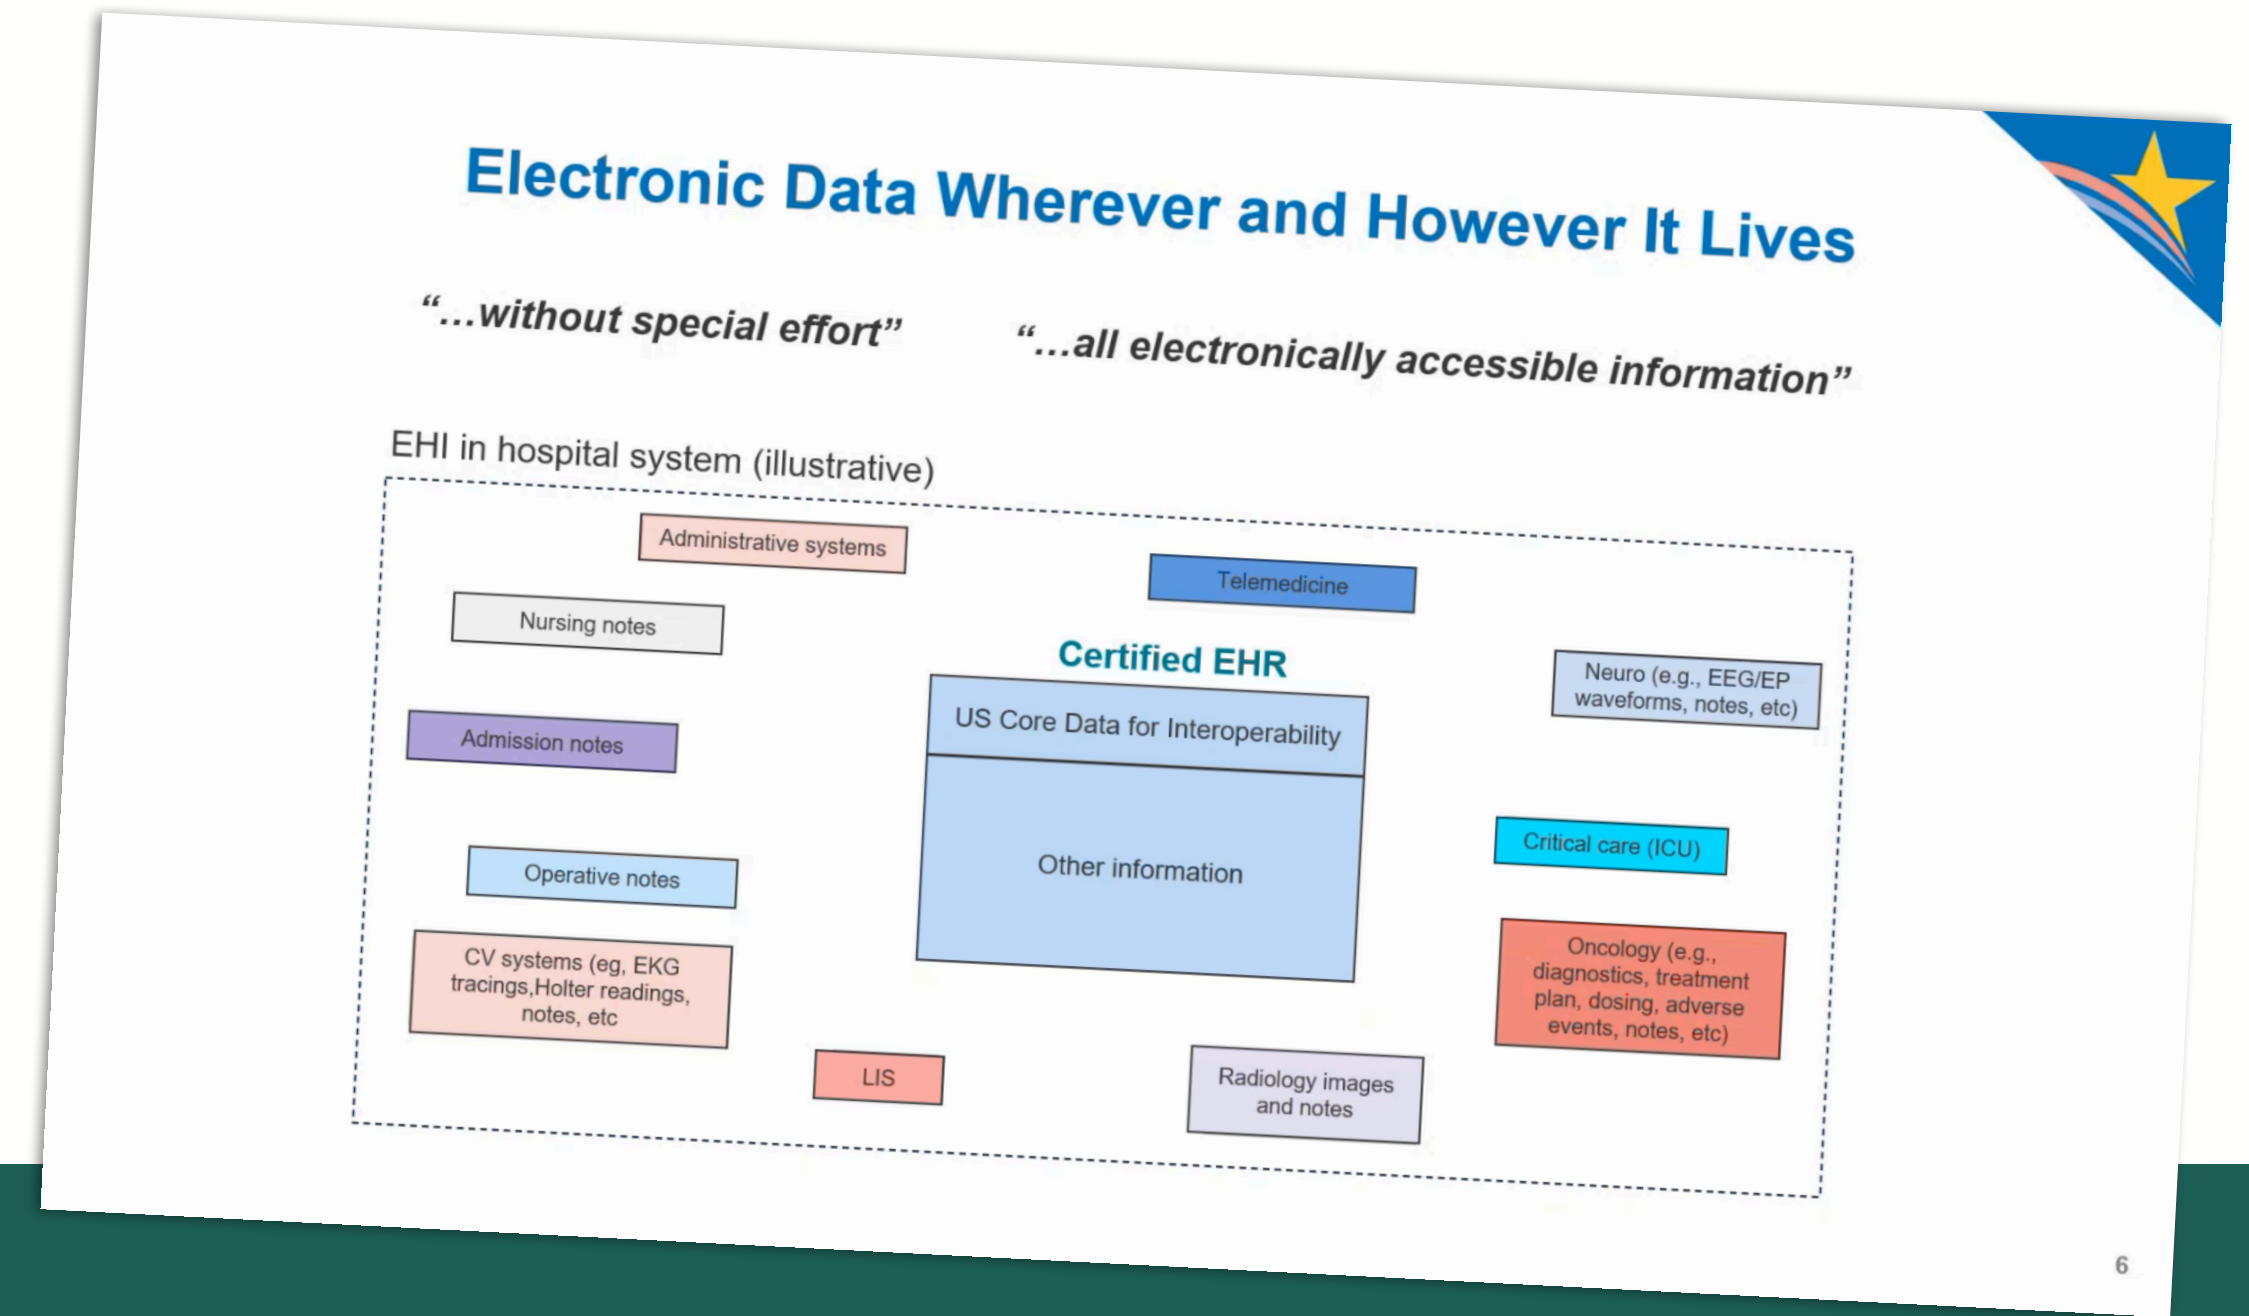 Electronic Data Wherever and However It Lives
“…without special effort”
“…all electronically accessible information”
EHI in hospital system (illustrative)
Administrative systems
Telemedicine
Nursing notes
Certified EHR
Neuro (e.g., EEG/EP
waveforms, notes, etc)
US Core Data for Interoperability
Admission notes
Critical care (ICU)
Other information
Operative notes
CV systems (eg, EKG
tracings,Holter readings,
notes, etc
Oncology (e.g.,
diagnostics, treatment
plan, dosing, adverse
events, notes, etc)
LIS
Radiology images
and notes
6